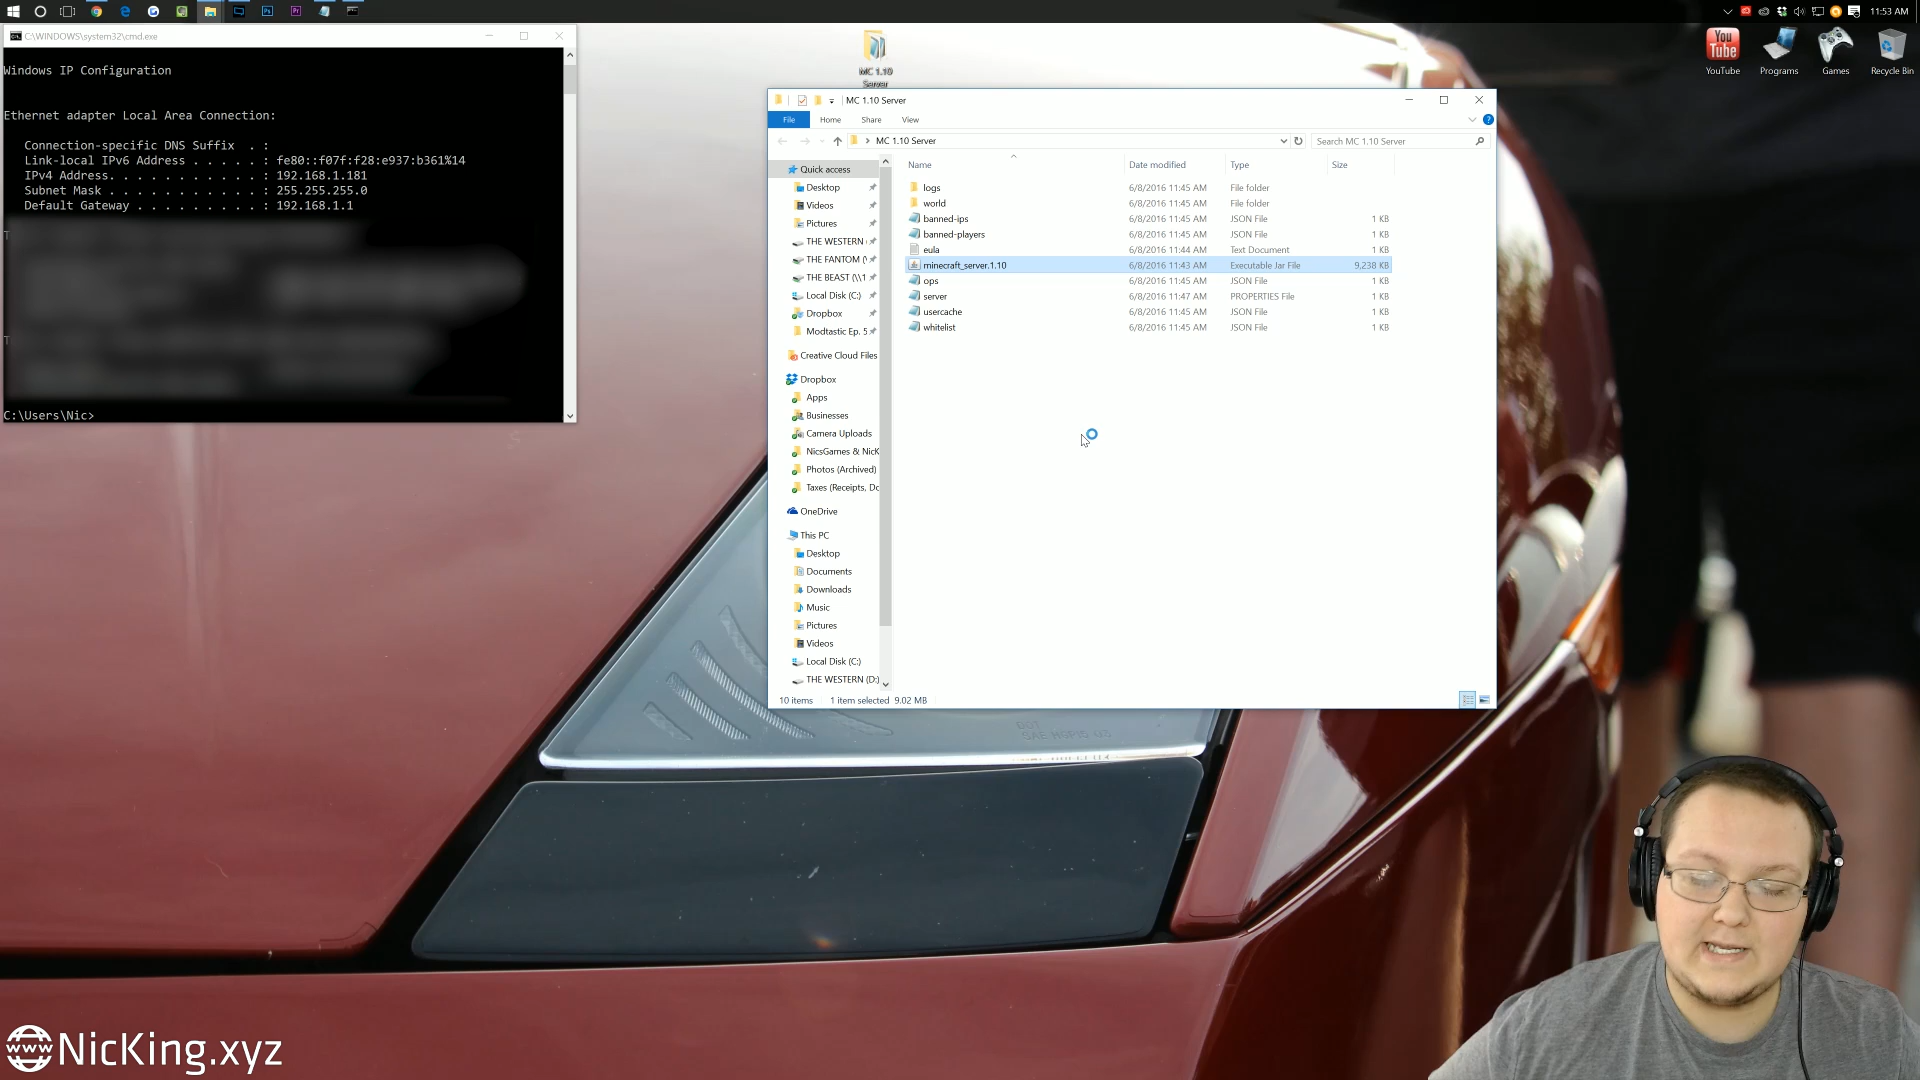 11:53 AM
C:\WINDOWS\system32\cmd.exe
Windows IP Configuration
Ethernet adapter Local Area Connection:
Connection-specific DNS Suffix . :
Link-local IPv6 Address . . . . . : fe80::f07f:f28:e937:b361%14
IPv4 Address. . . . . . . . . . . : 192.168.1.181
Subnet Mask . . . . . . . . . . . : 255.255.255.0
Default Gateway . . . . . . . . . : 192.168.1.1
T
T
C:\Users\Nic>
MC 1.10
Server
You
Tube
YouTube
Programs
Games
Recycle Bin
MC 1.10 Server
File
Home
Share
View
MC 1.10 Server
Search MC 1.10 Server
Quick access
Desktop
Videos
Pictures
THE WESTERN
THE FANTOM (\
THE BEAST (\\1
Local Disk (C:)
Dropbox
Modtastic Ep. 5
Creative Cloud Files
Dropbox
Apps
Businesses
Camera Uploads
NicsGames & NicK
Photos (Archived)
Taxes (Receipts, Dc
OneDrive
This PC
Desktop
Documents
Downloads
Music
Pictures
Videos
Local Disk (C:)
THE WESTERN (D:)
Name Date modified Type Size
logs 6/8/2016 11:45 AM File folder
world 6/8/2016 11:45 AM File folder
banned-ips 6/8/2016 11:45 AM JSON File 1 KB
banned-players 6/8/2016 11:45 AM JSON File 1 KB
eula 6/8/2016 11:44 AM Text Document 1 KB
minecraft_server.1.10 6/8/2016 11:43 AM Executable Jar File 9,238 KB
ops 6/8/2016 11:45 AM JSON File 1 KB
server 6/8/2016 11:47 AM PROPERTIES File 1 KB
usercache 6/8/2016 11:45 AM JSON File 1 KB
whitelist 6/8/2016 11:45 AM JSON File 1 KB
10 items 1 item selected 9.02 MB
www NicKing.xyz